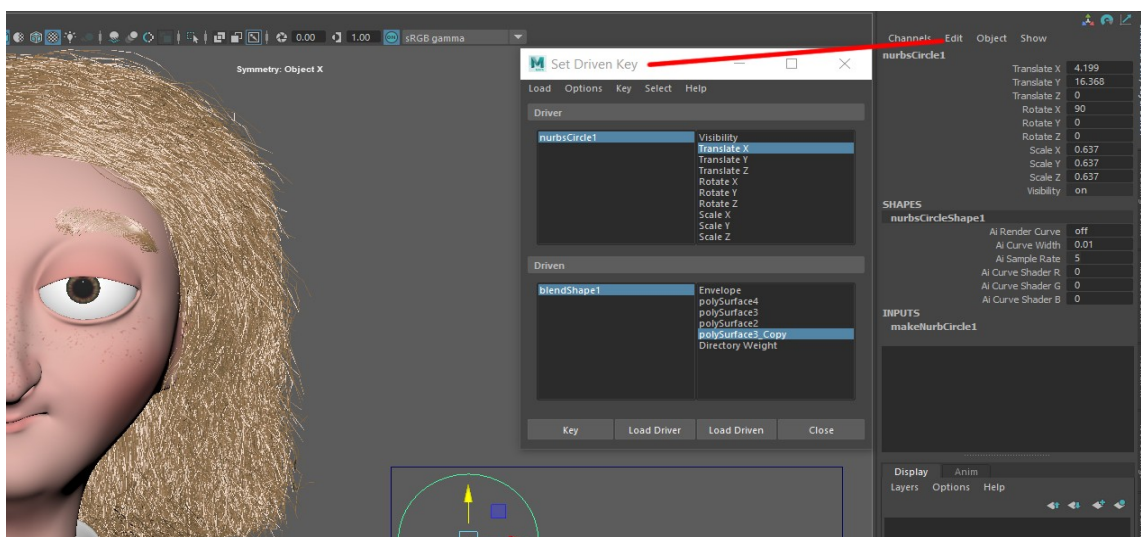 0.00
1.00
sRGB gamma
Symmetry: Object X
Set Driven Key
Load Options Key Select Help
Driver
nurbsCircle1
Visibility
Translate X
Translate Y
Translate Z
Rotate X
Rotate Y
Rotate Z
Scale X
Scale Y
Scale Z
Driven
blendShape1
Envelope
polySurface4
polySurface3
polySurface2
polySurface3_Copy
Directory Weight
Key
Load Driver
Load Driven
Close
Channels Edit Object Show
nurbsCircle1
Translate X 4.199
Translate Y 16.368
Translate Z 0
Rotate X 90
Rotate Y 0
Rotate Z 0
Scale X 0.637
Scale Y 0.637
Scale Z 0.637
Visibility on
SHAPES
nurbsCircleShape1
Ai Render Curve off
Ai Curve Width 0.01
Ai Sample Rate 5
Ai Curve Shader R 0
Ai Curve Shader G 0
Ai Curve Shader B 0
INPUTS
makeNurbCircle1
Display Anim
Layers Options Help